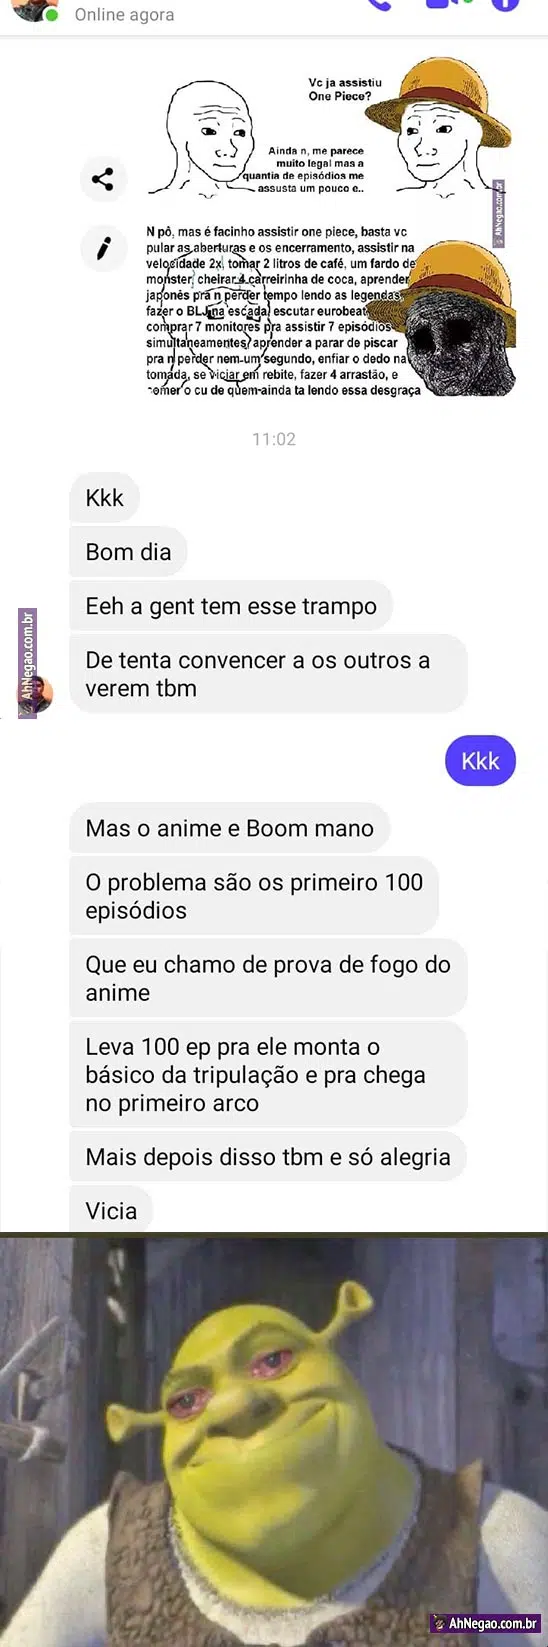 Online agora
Vc ja assistiu
One Piece?
Ainda n, me parece
muito legal mas a
quantia de episódios me
assusta um pouco e..
AhNegao.com.br
N pô, mas é facinho assistir one piece, basta vc
pular as aberturas e os encerramento, assistir na
velocidade 2x, tomar 2 litros de café, um fardo de
monster, cheirar 4 carreirinha de coca, aprender
japonês pra n perder tempo lendo as legendas,
fazer o BLJ na escada, escutar eurobeat,
comprar 7 monitores pra assistir 7 episódios
simultaneamentes, aprender a parar de piscar
pra n perder nem um segundo, enfiar o dedo na
tomada, se viciar em rebite, fazer 4 arrastão, e
comer o cu de quem ainda ta lendo essa desgraça
11:02
Kkk
Bom dia
Eeh a gent tem esse trampo
De tenta convencer a os outros a
verem tbm
AhNegao.com.br
Kkk
Mas o anime e Boom mano
O problema são os primeiro 100
episódios
Que eu chamo de prova de fogo do
anime
Leva 100 ep pra ele monta o
básico da tripulação e pra chega
no primeiro arco
Mais depois disso tbm e só alegria
Vicia
AhNegao.com.br